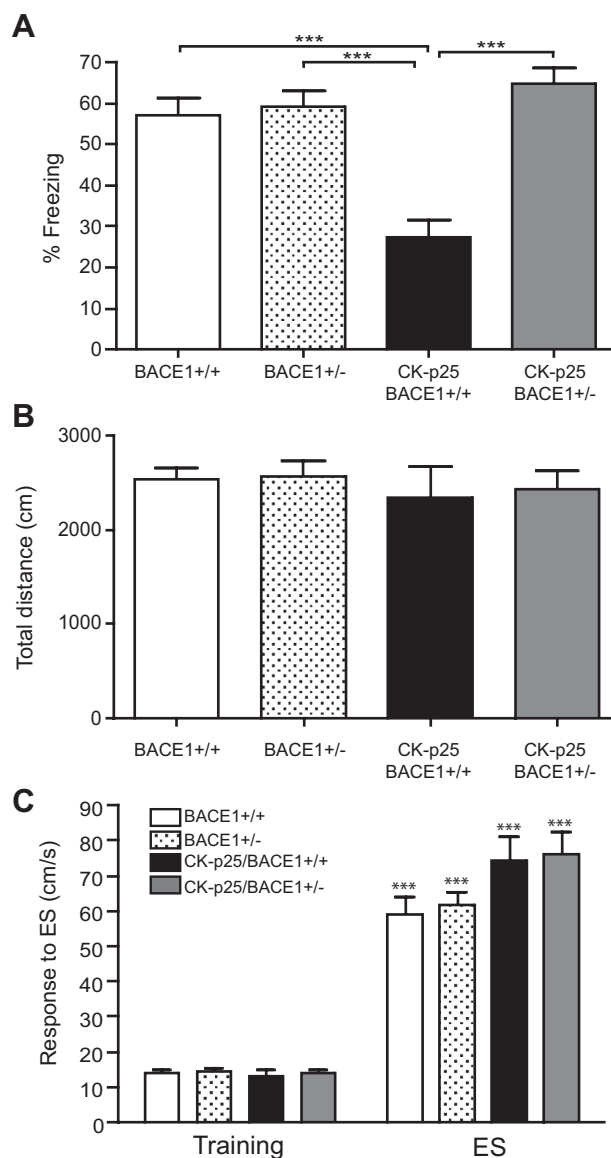 A
% Freezing
70
60
50
40
30
20
10
0
***
***
***
BACE1+/+
BACE1+/-
CK-p25
BACE1+/+
CK-p25
BACE1+/-
B
Total distance (cm)
3000
2000
1000
0
BACE1+/+
BACE1+/-
CK-p25
BACE1+/+
CK-p25
BACE1+/-
C
Response to ES (cm/s)
90
80
70
60
50
40
30
20
10
0
BACE1+/+
BACE1+/-
CK-p25/BACE1+/+
CK-p25/BACE1+/-
***
***
***
***
Training
ES